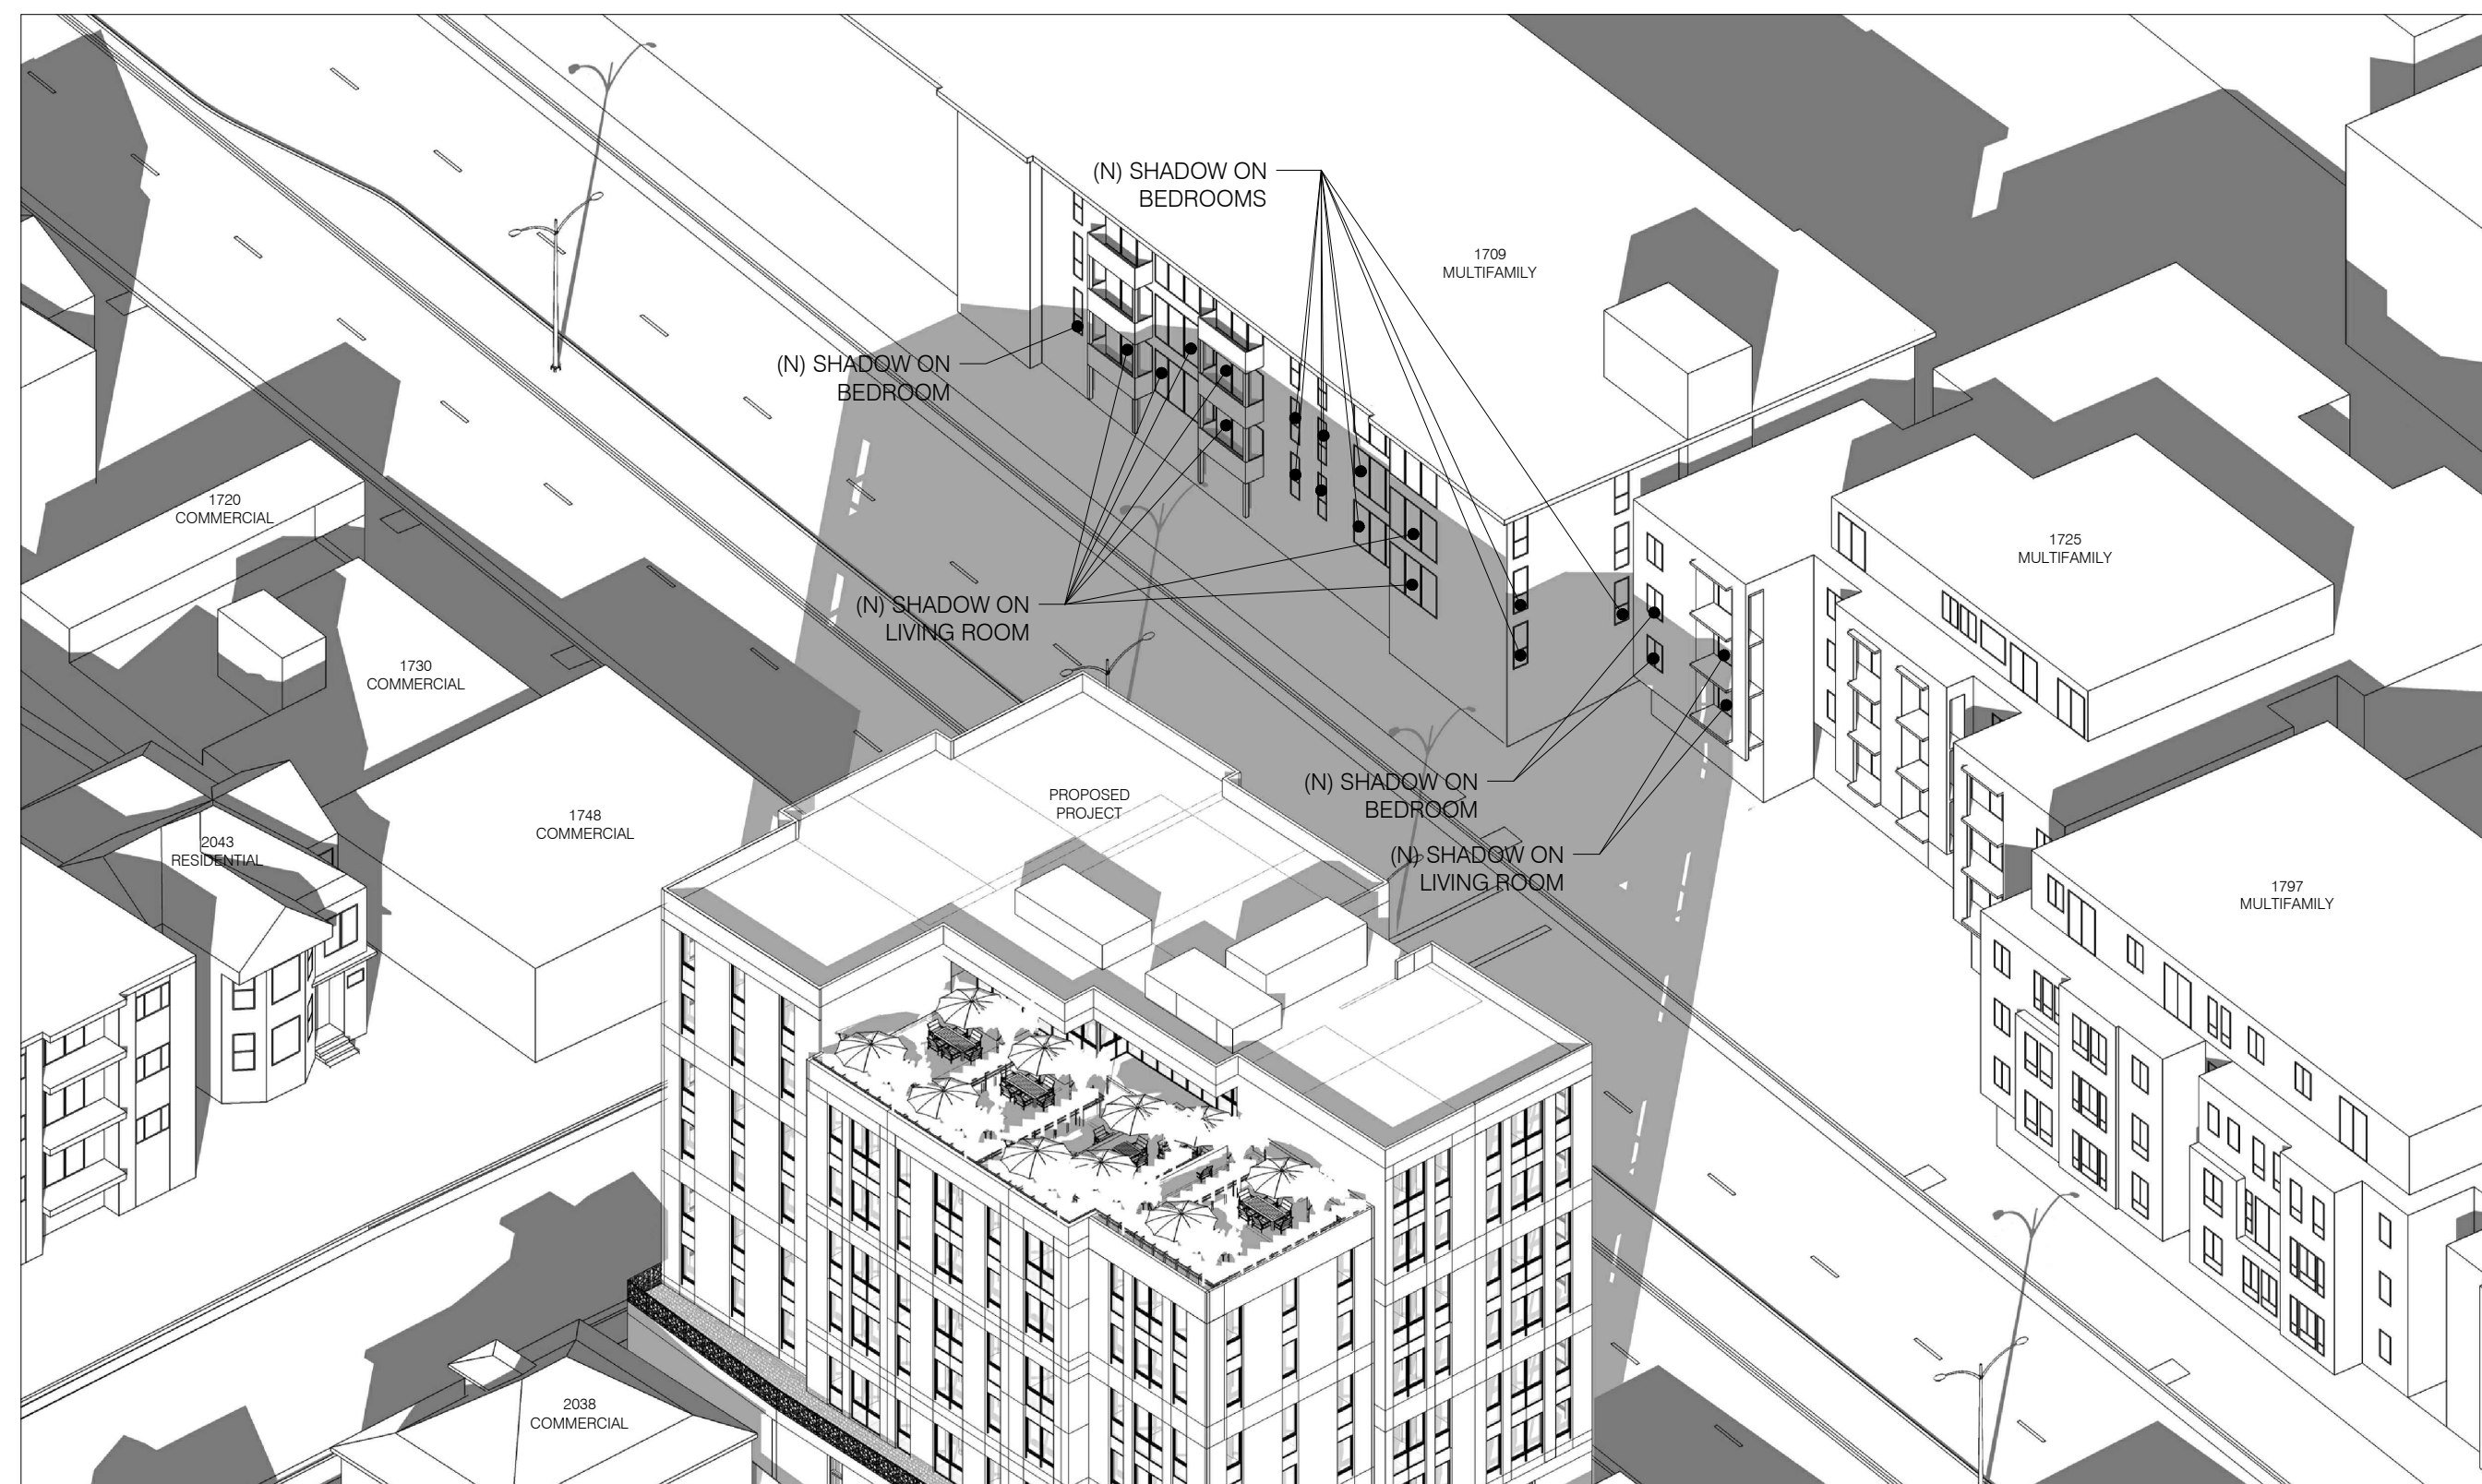 (N) SHADOW ON
BEDROOMS
1709
MULTIFAMILY
(N) SHADOW ON
BEDROOM
1720
COMMERCIAL
1725
MULTIFAMILY
(N) SHADOW ON
LIVING ROOM
1730
COMMERCIAL
(N) SHADOW ON
BEDROOM
PROPOSED
PROJECT
1748
COMMERCIAL
2043
RESIDENTIAL
(N) SHADOW ON
LIVING ROOM
1797
MULTIFAMILY
2038
COMMERCIAL